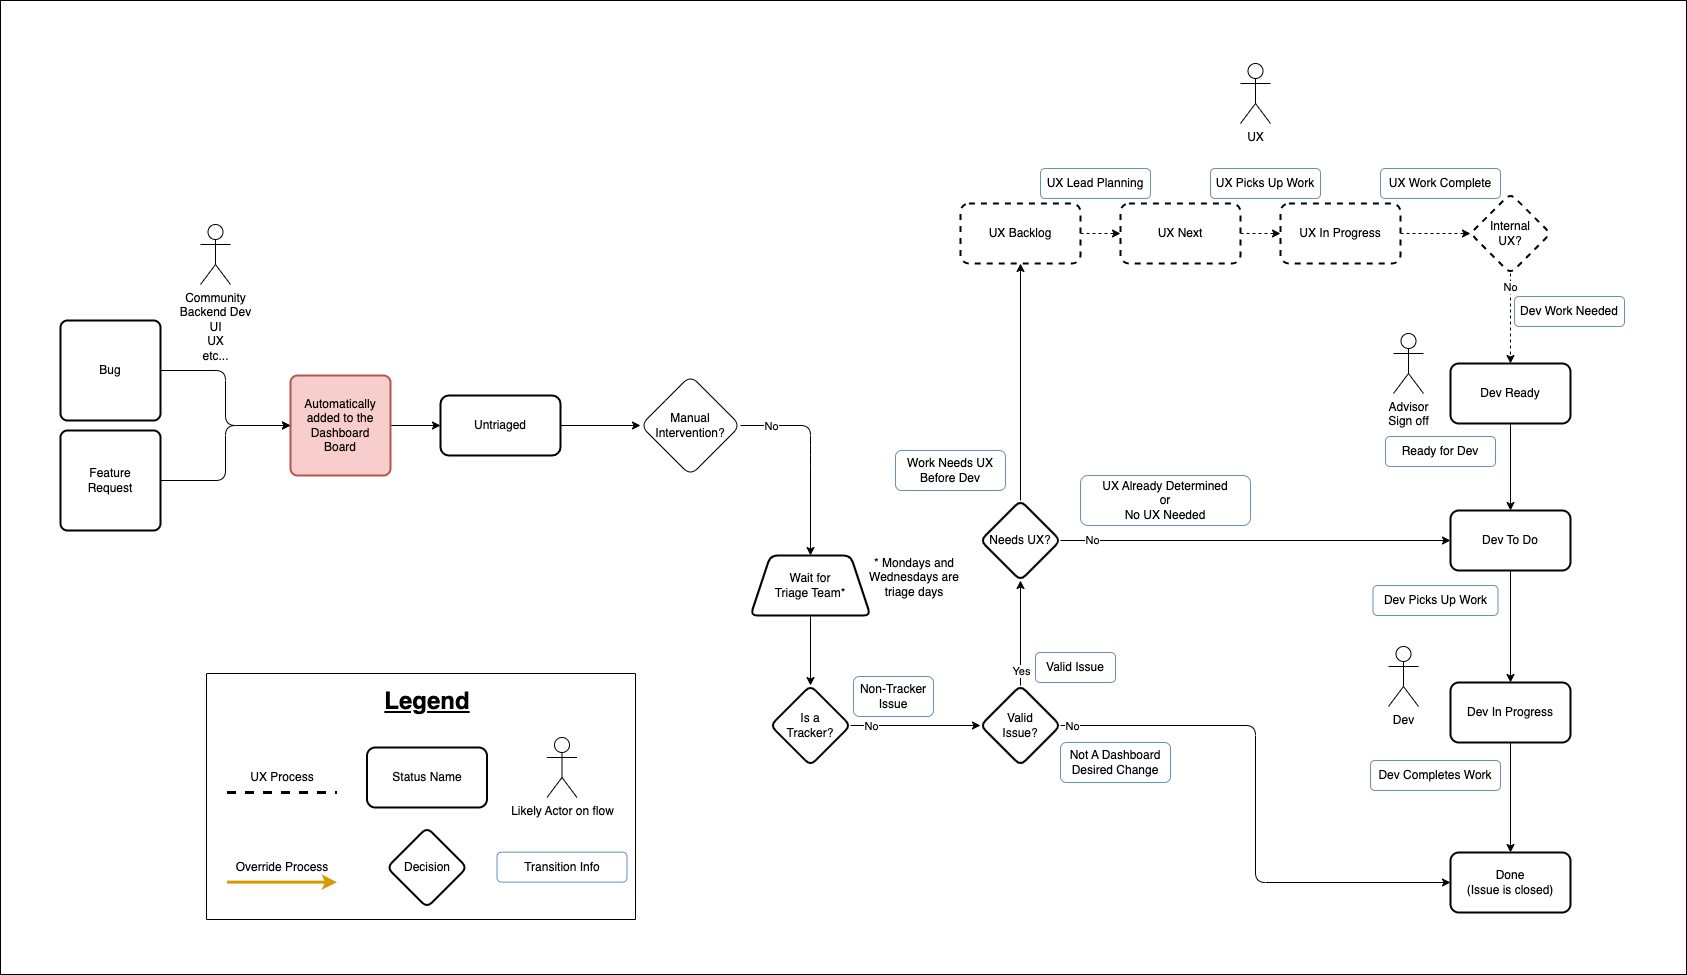 UX
UX Lead Planning
UX Picks Up Work
UX Work Complete
UX Backlog
UX Next
UX In Progress
Internal
UX?
No
Dev Work Needed
Community
Backend Dev
UI
UX
etc...
Bug
Feature
Request
Automatically
added to the
Dashboard
Board
Untriaged
Manual
Intervention?
No
Wait for
Triage Team*
* Mondays and
Wednesdays are
triage days
Is a
Tracker?
No
Non-Tracker
Issue
Valid
Issue?
Yes
Valid Issue
No
Not A Dashboard
Desired Change
Needs UX?
Work Needs UX
Before Dev
No
UX Already Determined
or
No UX Needed
Advisor
Sign off
Dev Ready
Ready for Dev
Dev To Do
Dev Picks Up Work
Dev
Dev In Progress
Dev Completes Work
Done
(Issue is closed)
Legend
UX Process
Status Name
Likely Actor on flow
Override Process
Decision
Transition Info